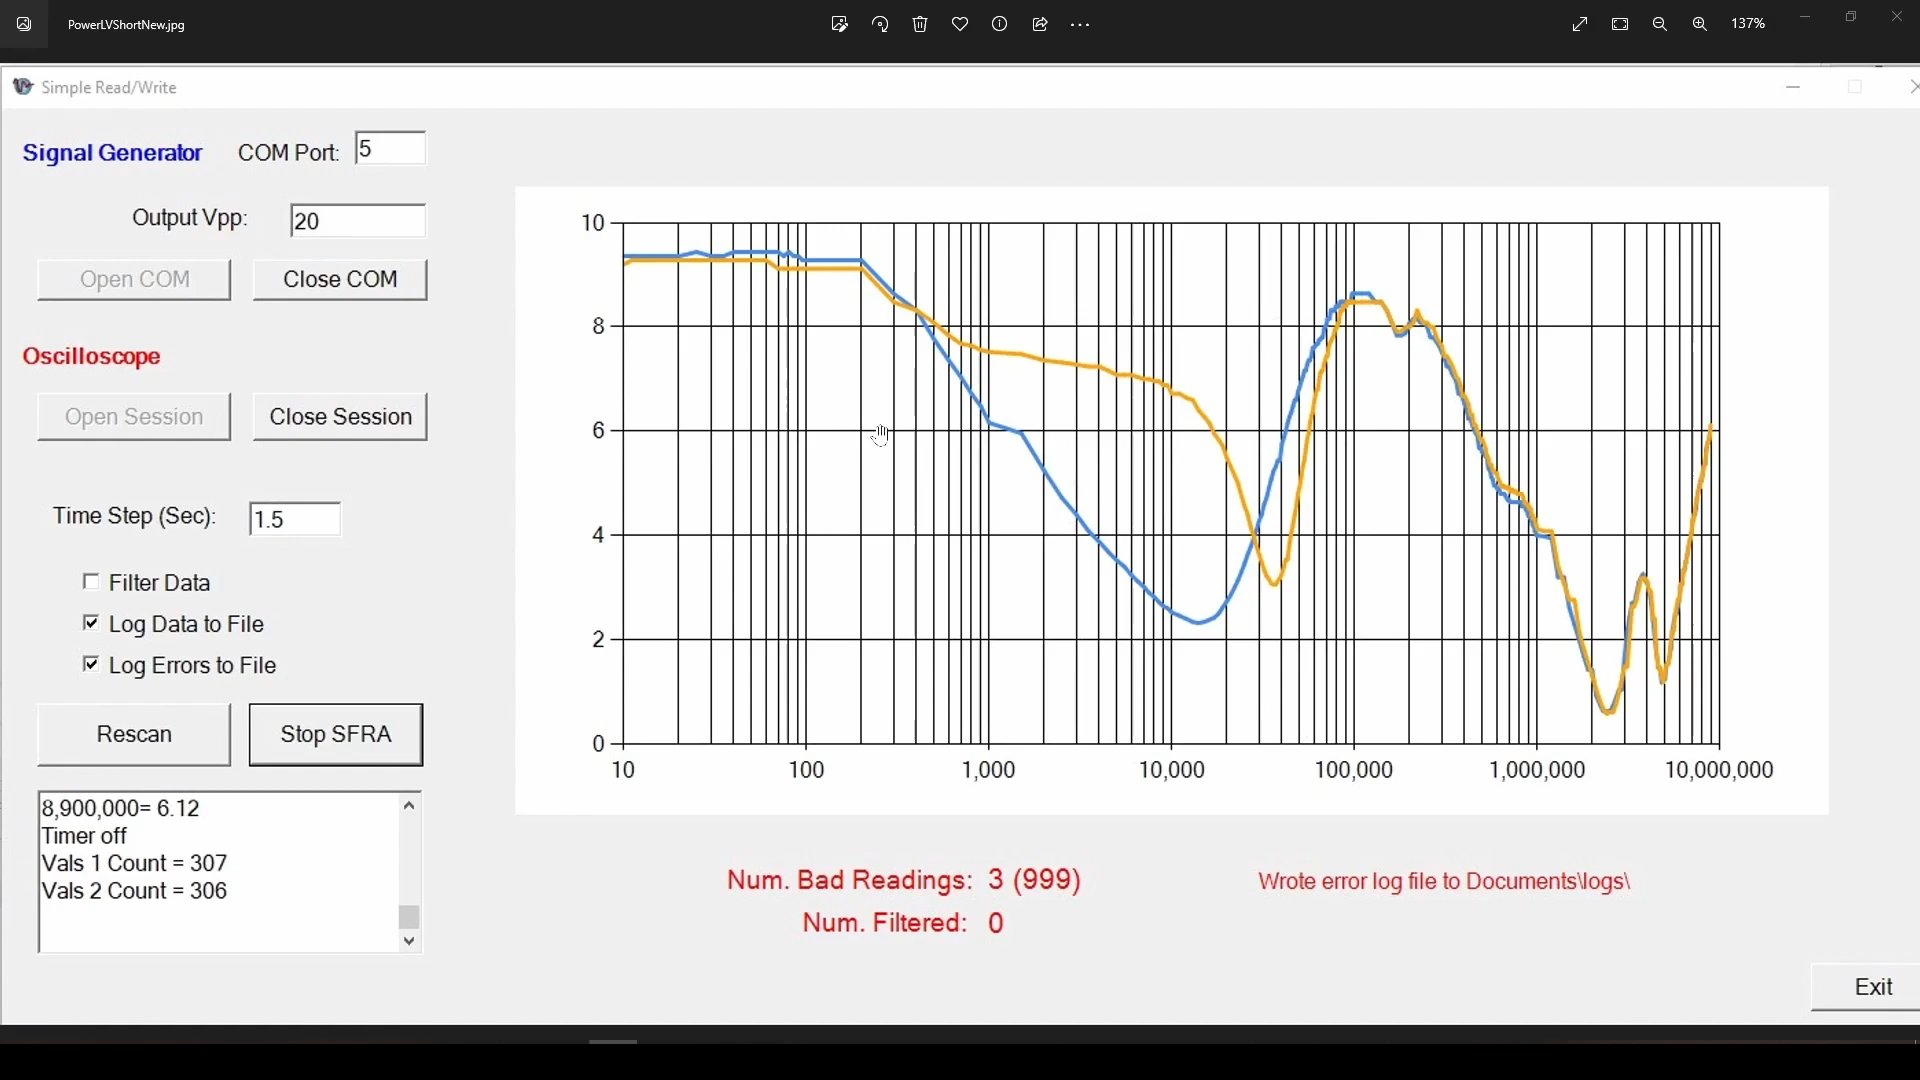 PowerLVShortNew.jpg
137%
Simple Read/Write
Signal Generator COM Port: 5
Output Vpp: 20
Open COM Close COM
Oscilloscope
Open Session Close Session
Time Step (Sec): 1.5
Filter Data
Log Data to File
Log Errors to File
Rescan Stop SFRA
8,900,000= 6.12
Timer off
Vals 1 Count = 307
Vals 2 Count = 306
10
8
6
4
2
0
10 100 1,000 10,000 100,000 1,000,000 10,000,000
Num. Bad Readings: 3 (999)
Num. Filtered: 0
Wrote error log file to Documents\logs\
Exit